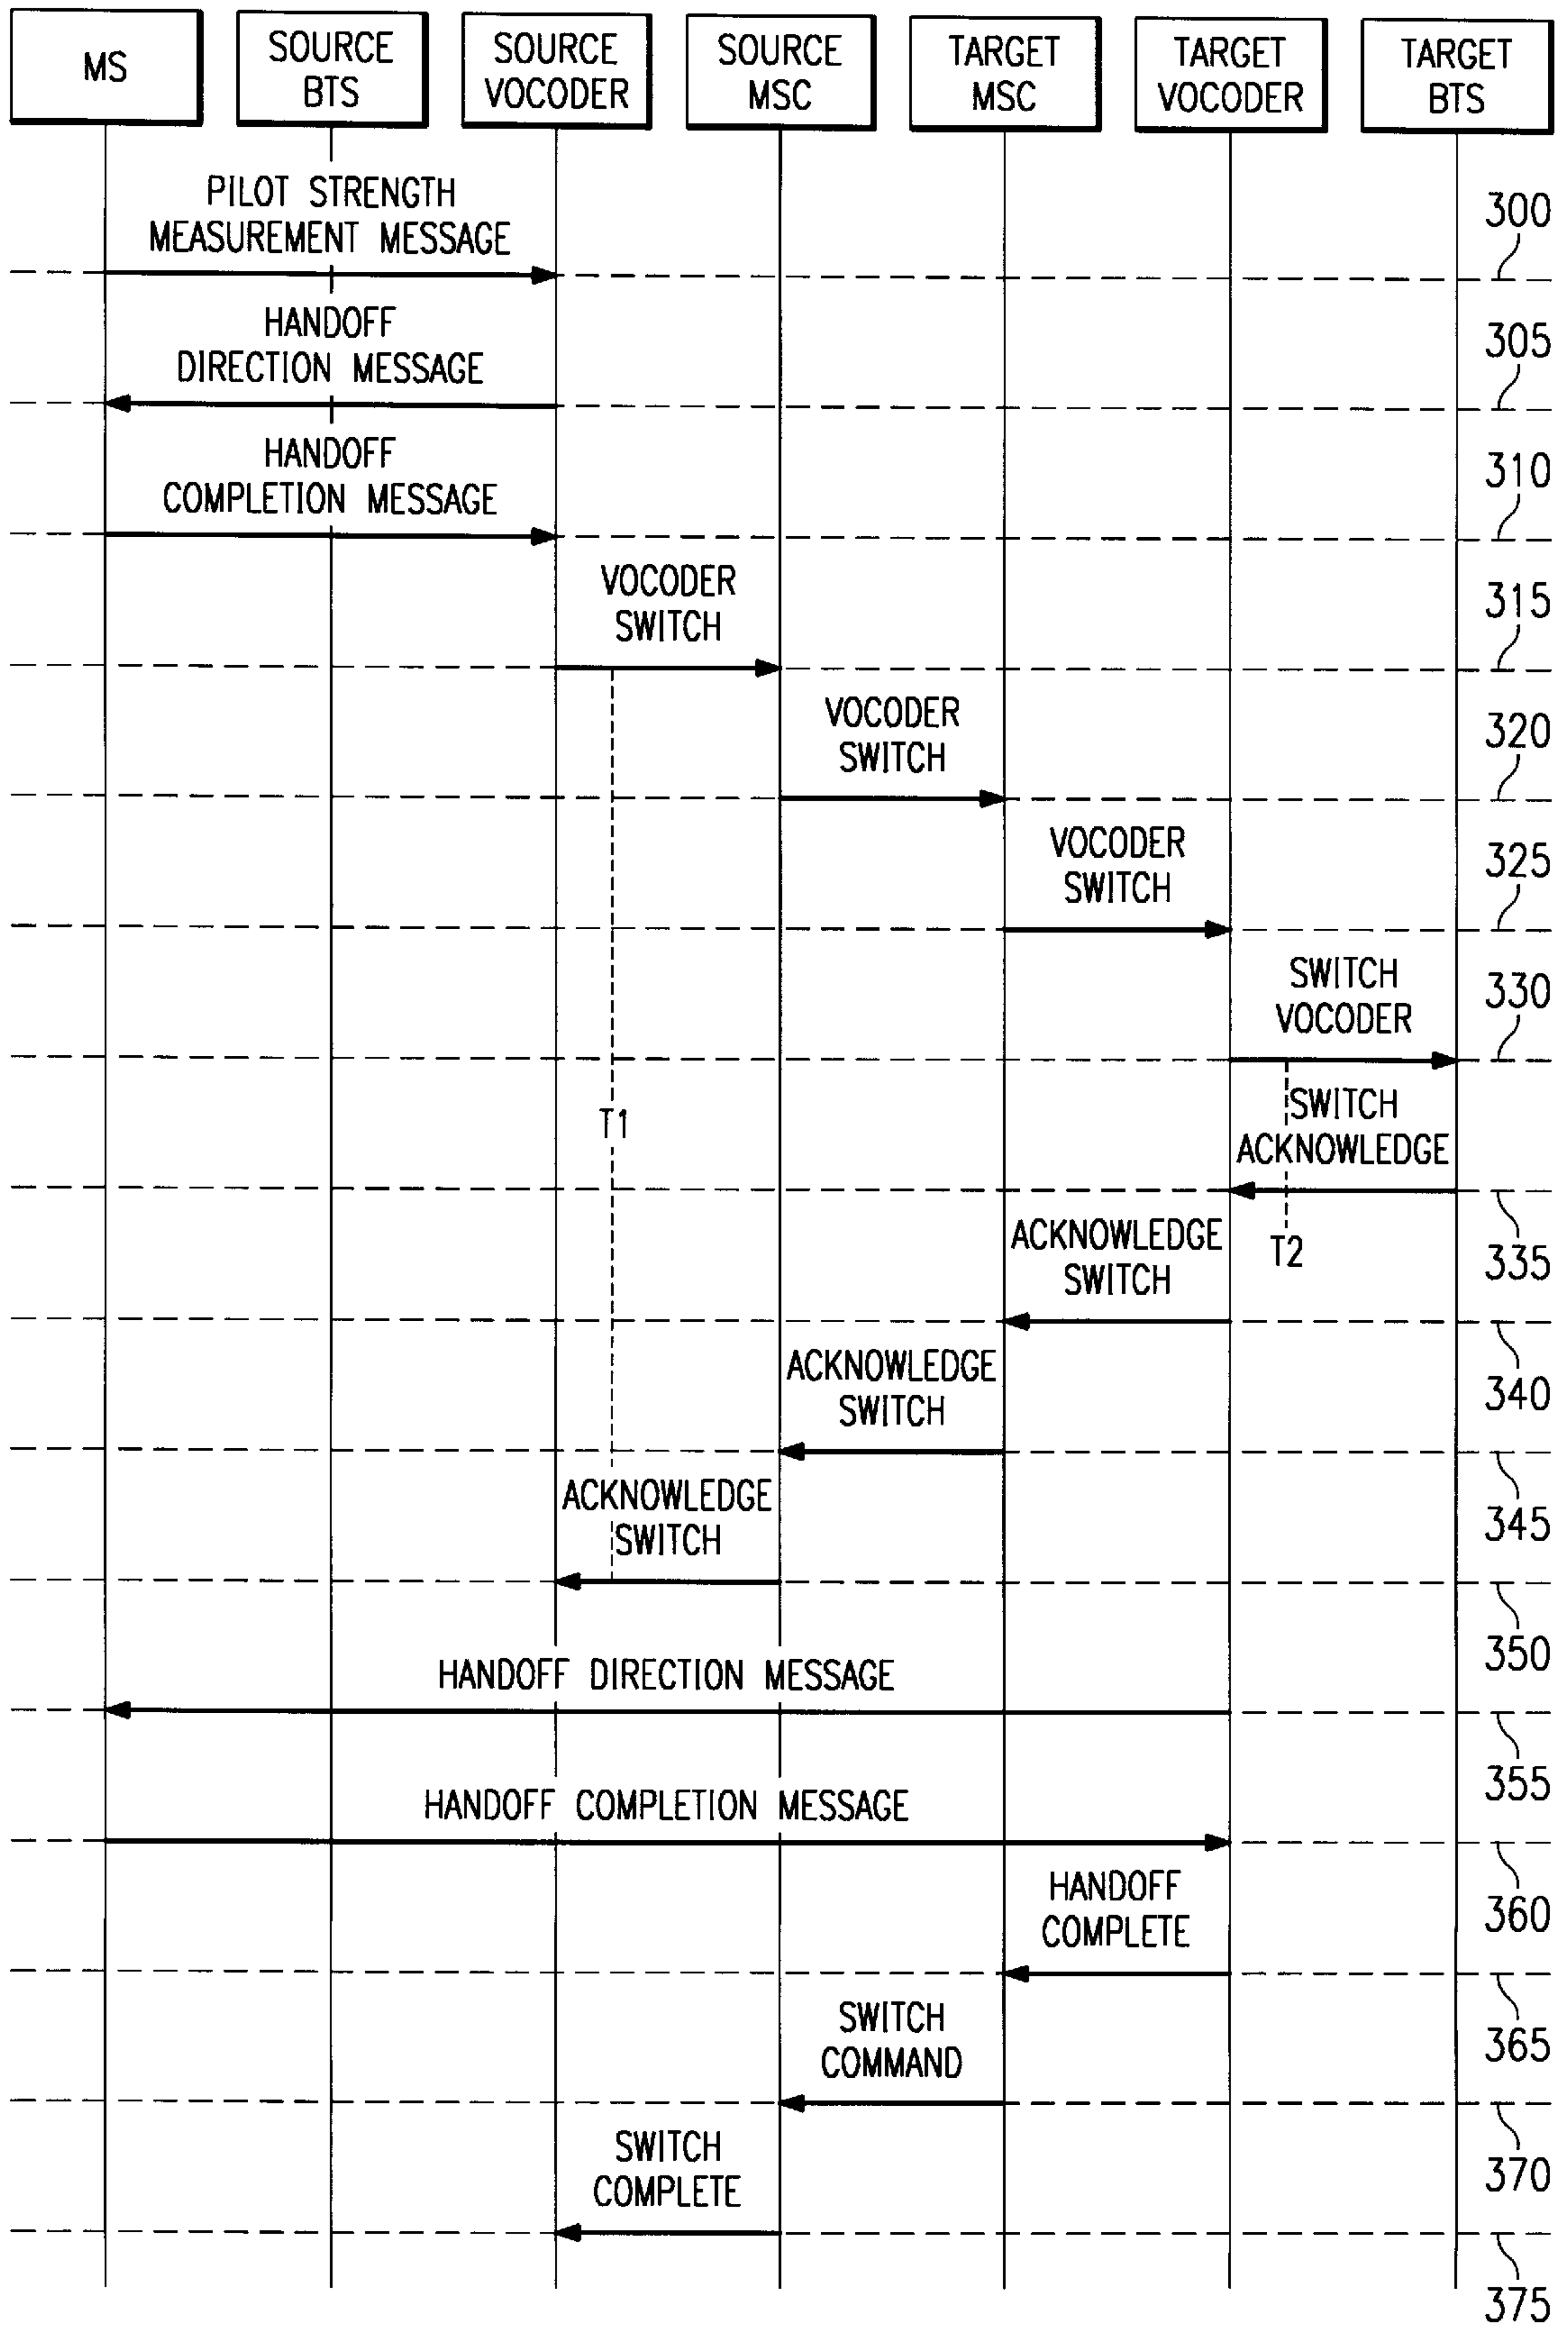 MS
SOURCE
BTS
SOURCE
VOCODER
SOURCE
MSC
TARGET
MSC
TARGET
VOCODER
TARGET
BTS
PILOT STRENGTH
MEASUREMENT MESSAGE
300
HANDOFF
DIRECTION MESSAGE
305
HANDOFF
COMPLETION MESSAGE
310
VOCODER
SWITCH
315
VOCODER
SWITCH
320
VOCODER
SWITCH
325
SWITCH
VOCODER
330
T1
SWITCH
ACKNOWLEDGE
335
T2
ACKNOWLEDGE
SWITCH
340
ACKNOWLEDGE
SWITCH
345
ACKNOWLEDGE
SWITCH
350
HANDOFF DIRECTION MESSAGE
355
HANDOFF COMPLETION MESSAGE
360
HANDOFF
COMPLETE
365
SWITCH
COMMAND
370
SWITCH
COMPLETE
375